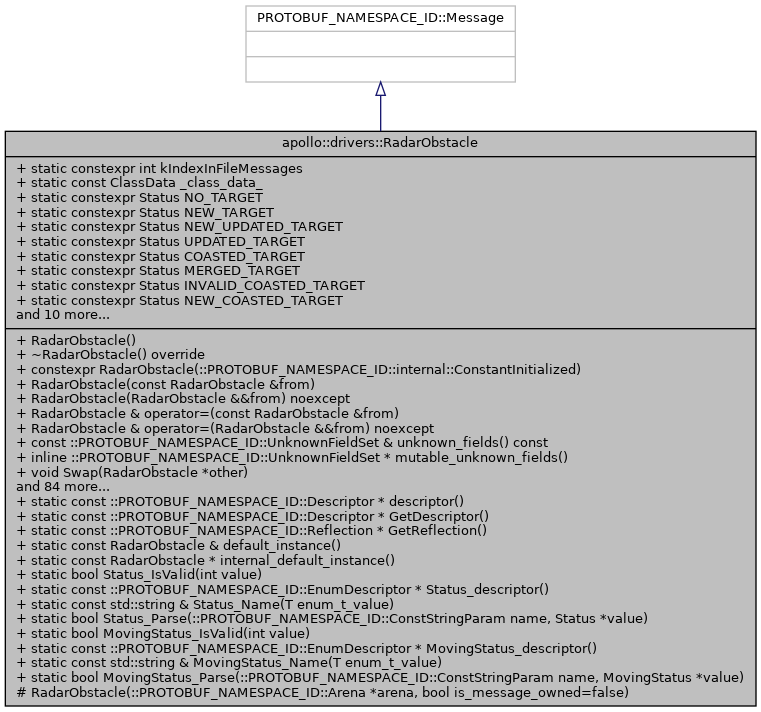 PROTOBUF_NAMESPACE_ID::Message
apollo::drivers::RadarObstacle
+ static constexpr int kIndexInFileMessages
+ static const ClassData _class_data_
+ static constexpr Status NO_TARGET
+ static constexpr Status NEW_TARGET
+ static constexpr Status NEW_UPDATED_TARGET
+ static constexpr Status UPDATED_TARGET
+ static constexpr Status COASTED_TARGET
+ static constexpr Status MERGED_TARGET
+ static constexpr Status INVALID_COASTED_TARGET
+ static constexpr Status NEW_COASTED_TARGET
and 10 more...
+ RadarObstacle()
+ ~RadarObstacle() override
+ constexpr RadarObstacle(::PROTOBUF_NAMESPACE_ID::internal::ConstantInitialized)
+ RadarObstacle(const RadarObstacle &from)
+ RadarObstacle(RadarObstacle &&from) noexcept
+ RadarObstacle & operator=(const RadarObstacle &from)
+ RadarObstacle & operator=(RadarObstacle &&from) noexcept
+ const ::PROTOBUF_NAMESPACE_ID::UnknownFieldSet & unknown_fields() const
+ inline ::PROTOBUF_NAMESPACE_ID::UnknownFieldSet * mutable_unknown_fields()
+ void Swap(RadarObstacle *other)
and 84 more...
+ static const ::PROTOBUF_NAMESPACE_ID::Descriptor * descriptor()
+ static const ::PROTOBUF_NAMESPACE_ID::Descriptor * GetDescriptor()
+ static const ::PROTOBUF_NAMESPACE_ID::Reflection * GetReflection()
+ static const RadarObstacle & default_instance()
+ static const RadarObstacle * internal_default_instance()
+ static bool Status_IsValid(int value)
+ static const ::PROTOBUF_NAMESPACE_ID::EnumDescriptor * Status_descriptor()
+ static const std::string & Status_Name(T enum_t_value)
+ static bool Status_Parse(::PROTOBUF_NAMESPACE_ID::ConstStringParam name, Status *value)
+ static bool MovingStatus_IsValid(int value)
+ static const ::PROTOBUF_NAMESPACE_ID::EnumDescriptor * MovingStatus_descriptor()
+ static const std::string & MovingStatus_Name(T enum_t_value)
+ static bool MovingStatus_Parse(::PROTOBUF_NAMESPACE_ID::ConstStringParam name, MovingStatus *value)
# RadarObstacle(::PROTOBUF_NAMESPACE_ID::Arena *arena, bool is_message_owned=false)